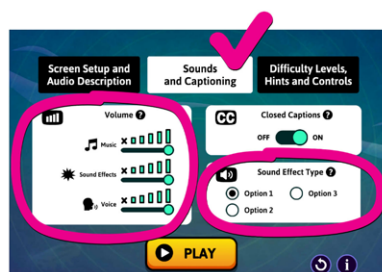 Screen Setup and
Audio Description
Sounds
and Captioning
Difficulty Levels,
Hints and Controls
Volume ?
Music
Sound Effects
Voice
CC
Closed Captions ?
OFF ON
Sound Effect Type ?
Option 1
Option 3
Option 2
PLAY
i